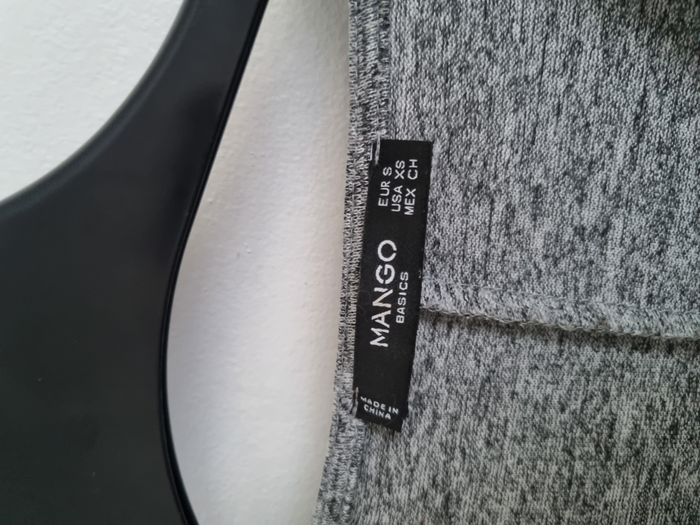 MADE IN
CHINA
MANGO
BASICS
EUR S
USA XS
MEX CH